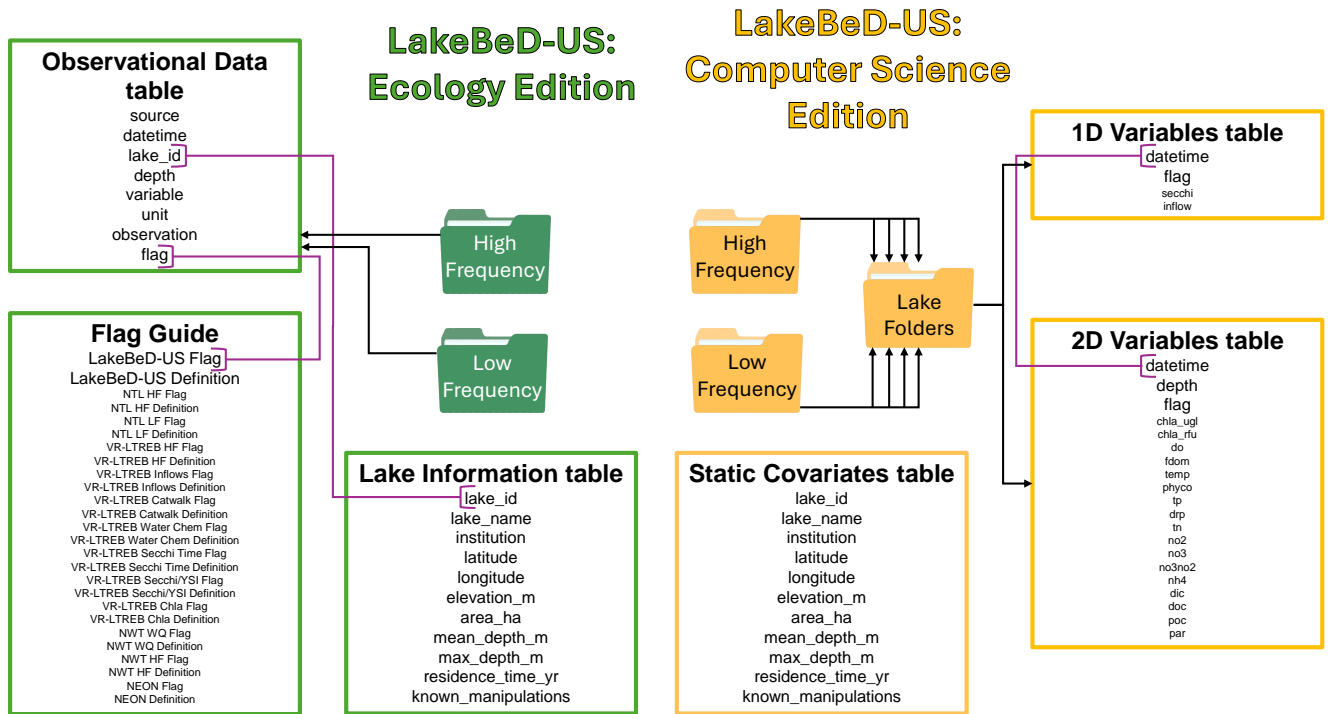 LakeBeD-US:
Ecology Edition
LakeBeD-US:
Computer Science
Edition
Observational Data
table
source
datetime
lake_id
depth
variable
unit
observation
flag
Flag Guide
LakeBeD-US Flag
LakeBeD-US Definition
NTL HF Flag
NTL HF Definition
NTL LF Flag
NTL LF Definition
VR-LTREB HF Flag
VR-LTREB HF Definition
VR-LTREB Inflows Flag
VR-LTREB Inflows Definition
VR-LTREB Catwalk Flag
VR-LTREB Catwalk Definition
VR-LTREB Water Chem Flag
VR-LTREB Water Chem Definition
VR-LTREB Secchi Time Flag
VR-LTREB Secchi Time Definition
VR-LTREB Secchi/YSI Flag
VR-LTREB Secchi/YSI Definition
VR-LTREB Chla Flag
VR-LTREB Chla Definition
NWT WQ Flag
NWT WQ Definition
NWT HF Flag
NWT HF Definition
NEON Flag
NEON Definition
High
Frequency
Low
Frequency
Lake Information table
lake_id
lake_name
institution
latitude
longitude
elevation_m
area_ha
mean_depth_m
max_depth_m
residence_time_yr
known_manipulations
High
Frequency
Low
Frequency
Lake
Folders
Static Covariates table
lake_id
lake_name
institution
latitude
longitude
elevation_m
area_ha
mean_depth_m
max_depth_m
residence_time_yr
known_manipulations
1D Variables table
datetime
flag
secchi
inflow
2D Variables table
datetime
depth
flag
chla_ugl
chla_rfu
do
fdom
temp
phyco
tp
drp
tn
no2
no3
no3no2
nh4
dic
doc
poc
par